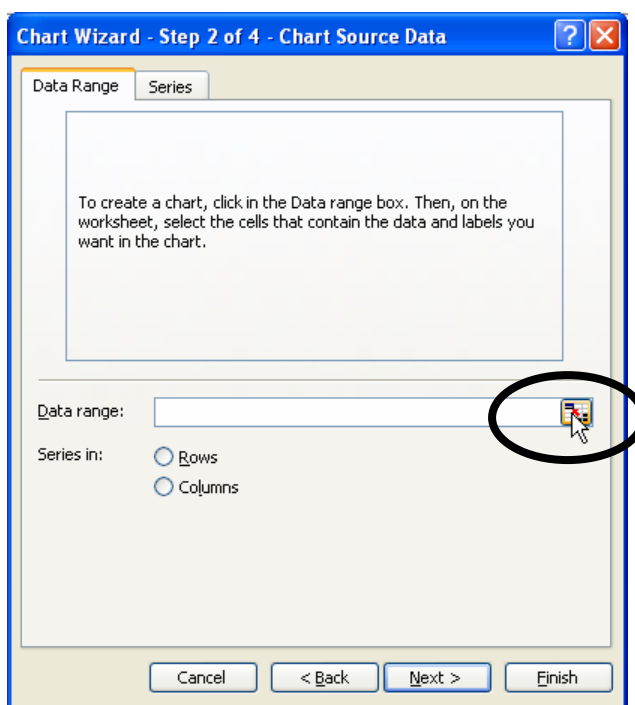 Chart Wizard - Step 2 of 4 - Chart Source Data
Data Range Series
To create a chart, click in the Data range box. Then, on the
worksheet, select the cells that contain the data and labels you
want in the chart.
Data range:
Series in: Rows
Columns
Cancel < Back Next > Finish